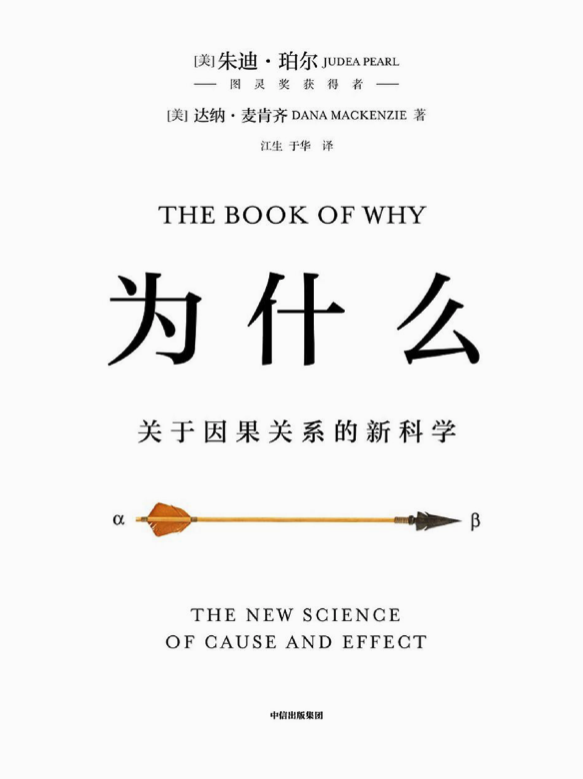 [美]朱迪·珀尔 JUDEA PEARL
图灵奖获得者
[美] 达纳·麦肯齐 DANA MACKENZIE 著
江生 于华 译
THE BOOK OF WHY
为什么
关于因果关系的新科学
α β
THE NEW SCIENCE
OF CAUSE AND EFFECT
中信出版集团